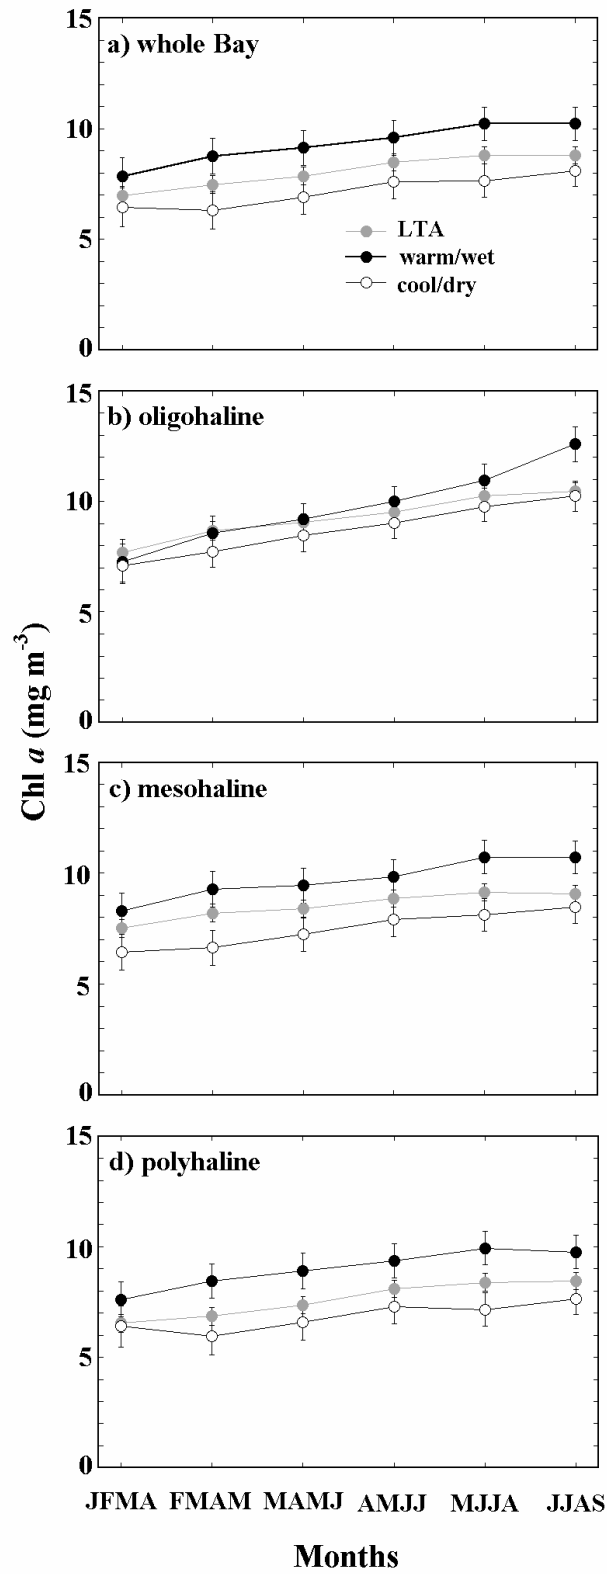 15
a) whole Bay
10
LTA
warm/wet
5
cool/dry
0
15
b) oligohaline
10
5
0
Chl a (mg m-3)
15
c) mesohaline
10
5
0
15
d) polyhaline
10
5
0
JFMA FMAM MAMJ AMJJ MJJA JJAS
Months